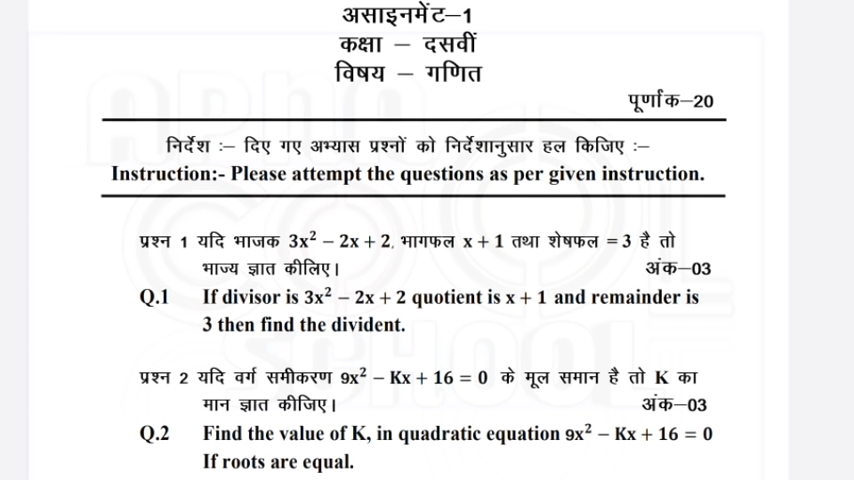 असाइनमेंट–1
कक्षा – दसवीं
विषय – गणित
पूर्णांक–20
निर्देश :– दिए गए अभ्यास प्रश्नों को निर्देशानुसार हल किजिए :–
Instruction:- Please attempt the questions as per given instruction.
प्रश्न 1 यदि भाजक 3x² – 2x + 2, भागफल x + 1 तथा शेषफल = 3 है तो
भाज्य ज्ञात कीलिए। अंक–03
Q.1 If divisor is 3x² – 2x + 2 quotient is x + 1 and remainder is
3 then find the divident.
प्रश्न 2 यदि वर्ग समीकरण 9x² – Kx + 16 = 0 के मूल समान है तो K का
मान ज्ञात कीजिए। अंक–03
Q.2 Find the value of K, in quadratic equation 9x² – Kx + 16 = 0
If roots are equal.
APNA
SCHOOL